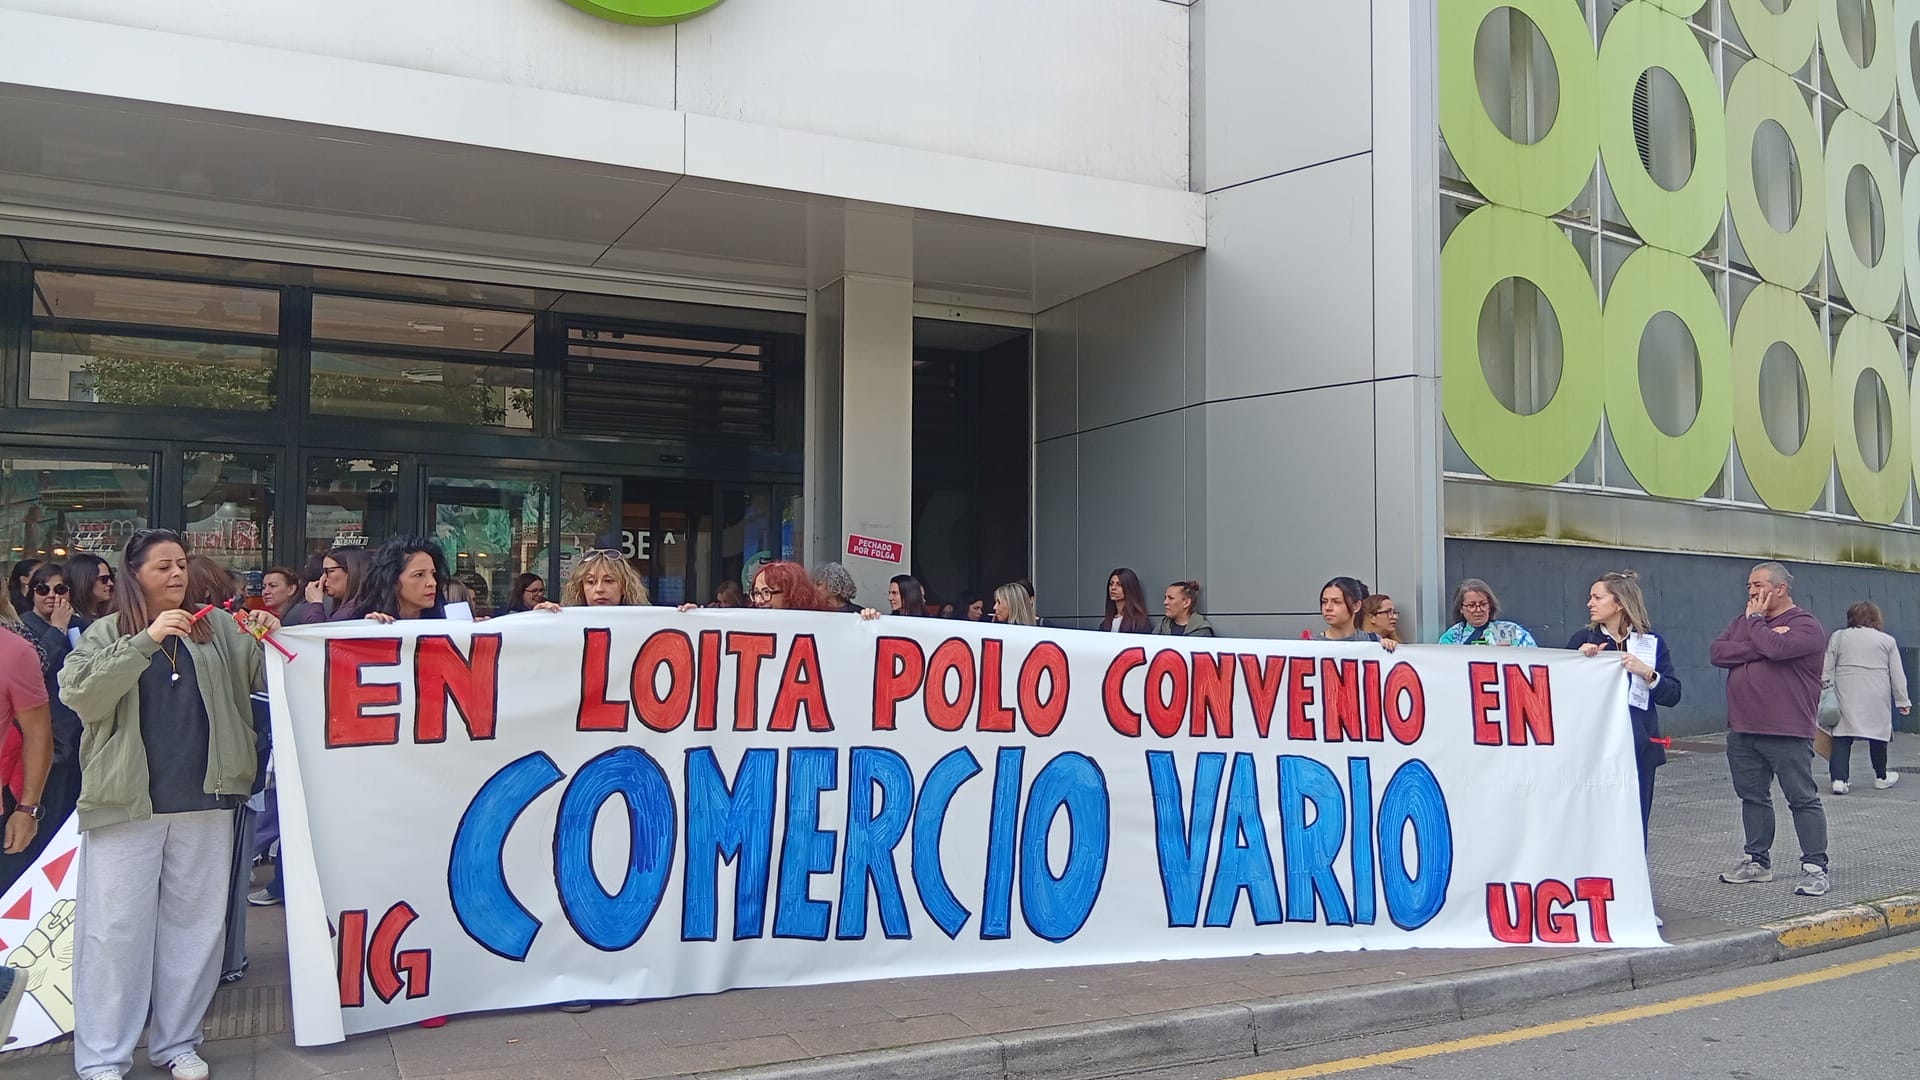 PECHADO
POR FOLGA
EN LOITA POLO CONVENIO EN
COMERCIO VARIO
IG
UGT